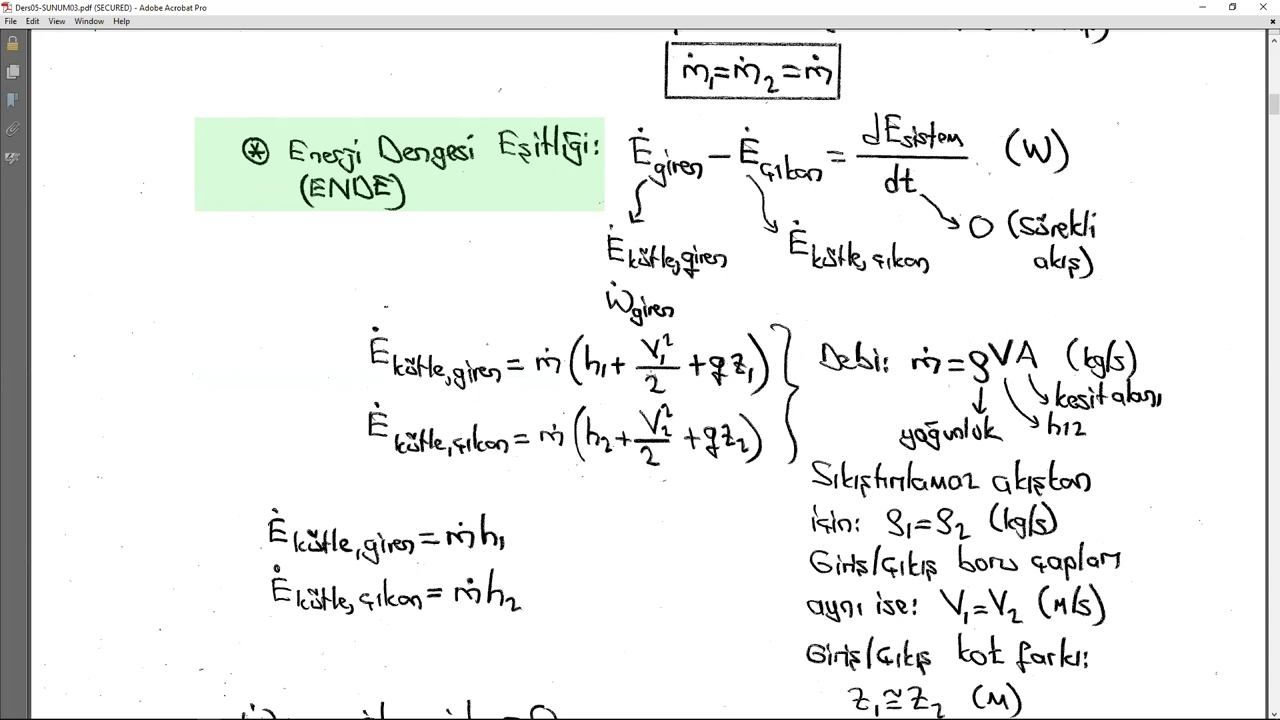 Ders05-SUNUM03.pdf (SECURED) - Adobe Acrobat Pro
File Edit View Window Help
ṁ₁=ṁ₂=ṁ
⊛ Enerji Dengesi Eşitliği: Ėgiren − Ėçıkan = dEsistem/dt (W)
(ENDE)
0 (sürekli
akış)
Ėkütle,giren Ėkütle,çıkan
Ẇgiren
Ėkütle,giren = ṁ (h₁ + V₁²/2 + gz₁)
Ėkütle,çıkan = ṁ (h₂ + V₂²/2 + gz₂)
Debi: ṁ = ρVA (kg/s)
kesit alanı
yoğunluk hız
Sıkıştırılamaz akışkan
için: ρ₁=ρ₂ (kg/s)
Giriş/çıkış boru çapları
aynı ise: V₁=V₂ (m/s)
Giriş/çıkış kot farkı:
z₁≅z₂ (m)
Ėkütle,giren = ṁh₁
Ėkütle,çıkan = ṁh₂